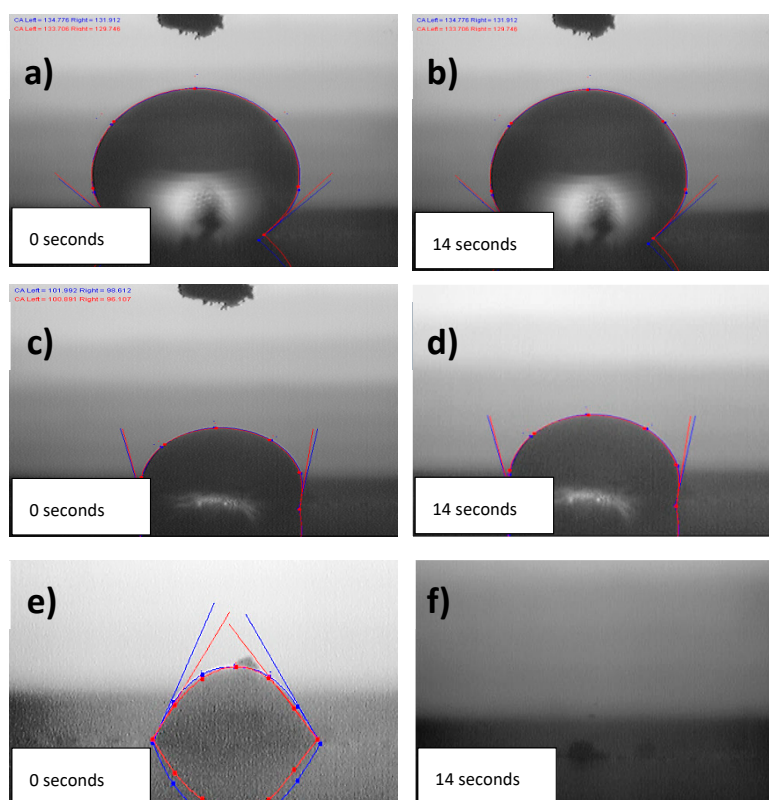 CA Left = 134.776 Right = 131.912
CA Left = 133.706 Right = 129.746
a)
0 seconds
CA Left = 134.776 Right = 131.912
CA Left = 133.706 Right = 129.746
b)
14 seconds
CA Left = 101.992 Right = 98.612
CA Left = 100.891 Right = 96.107
c)
0 seconds
d)
14 seconds
e)
0 seconds
f)
14 seconds